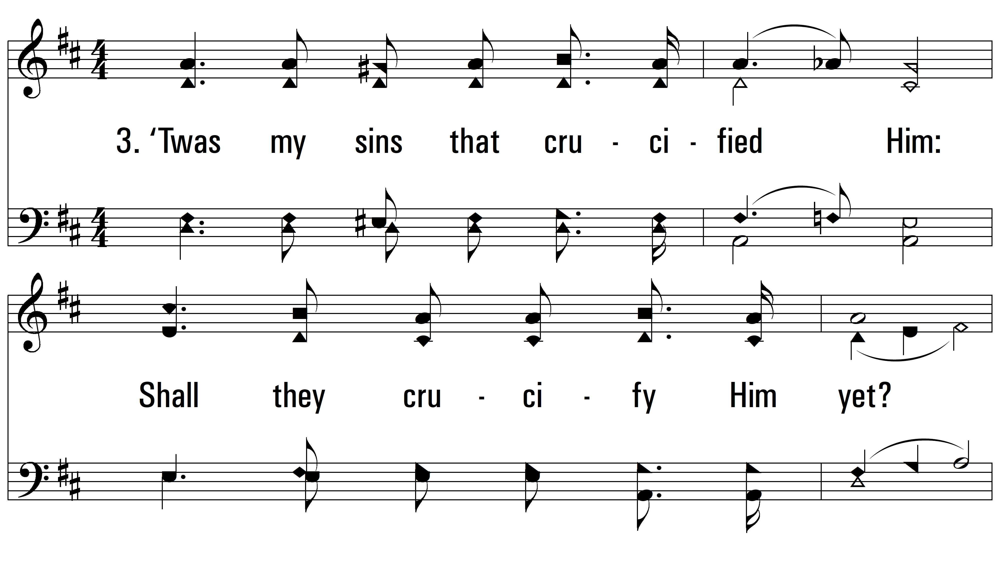 3. ‘Twas my sins that cru - ci - fied Him:
Shall they cru - ci - fy Him yet?